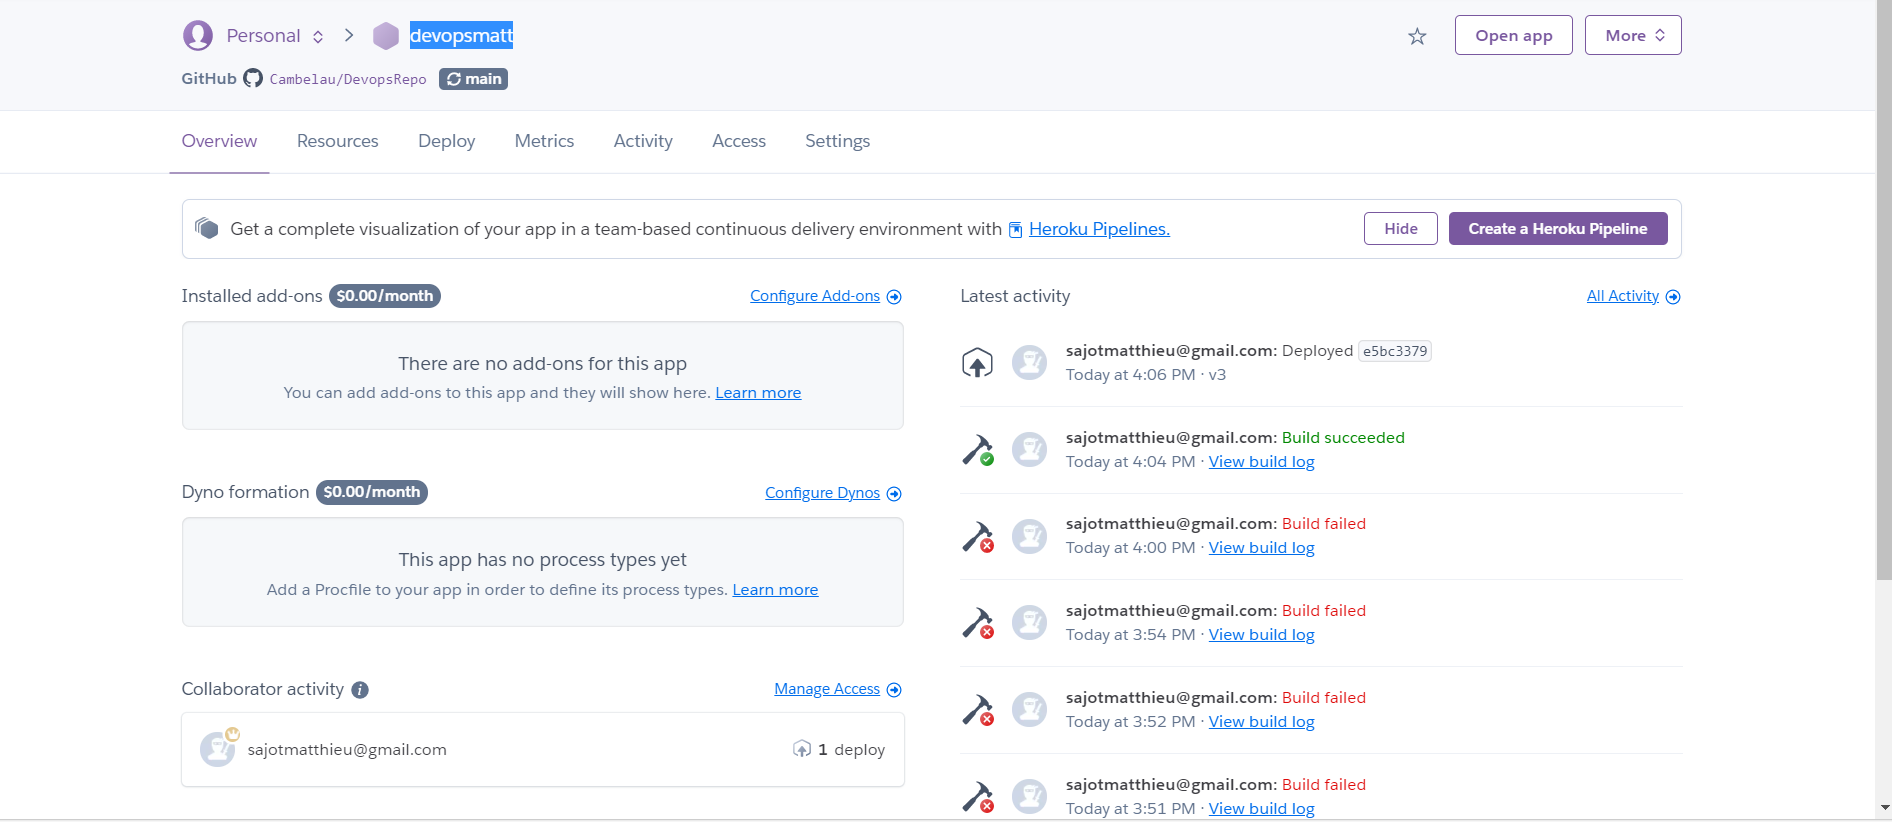 Personal devopsmatt Open app More
GitHub Cambelau/DevopsRepo main
Overview Resources Deploy Metrics Activity Access Settings
Get a complete visualization of your app in a team-based continuous delivery environment with Heroku Pipelines. Hide Create a Heroku Pipeline
Installed add-ons $0.00/month Configure Add-ons
There are no add-ons for this app
You can add add-ons to this app and they will show here. Learn more
Dyno formation $0.00/month Configure Dynos
This app has no process types yet
Add a Procfile to your app in order to define its process types. Learn more
Collaborator activity Manage Access
sajotmatthieu@gmail.com 1 deploy
Latest activity All Activity
sajotmatthieu@gmail.com: Deployed e5bc3379
Today at 4:06 PM · v3
sajotmatthieu@gmail.com: Build succeeded
Today at 4:04 PM · View build log
sajotmatthieu@gmail.com: Build failed
Today at 4:00 PM · View build log
sajotmatthieu@gmail.com: Build failed
Today at 3:54 PM · View build log
sajotmatthieu@gmail.com: Build failed
Today at 3:52 PM · View build log
sajotmatthieu@gmail.com: Build failed
Today at 3:51 PM · View build log